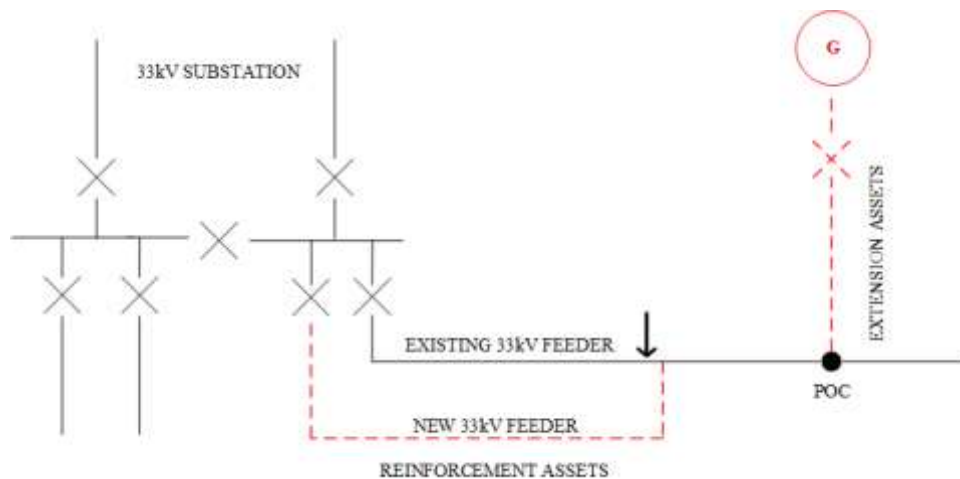 33kV SUBSTATION
G
EXTENSION ASSETS
EXISTING 33kV FEEDER
POC
NEW 33kV FEEDER
REINFORCEMENT ASSETS